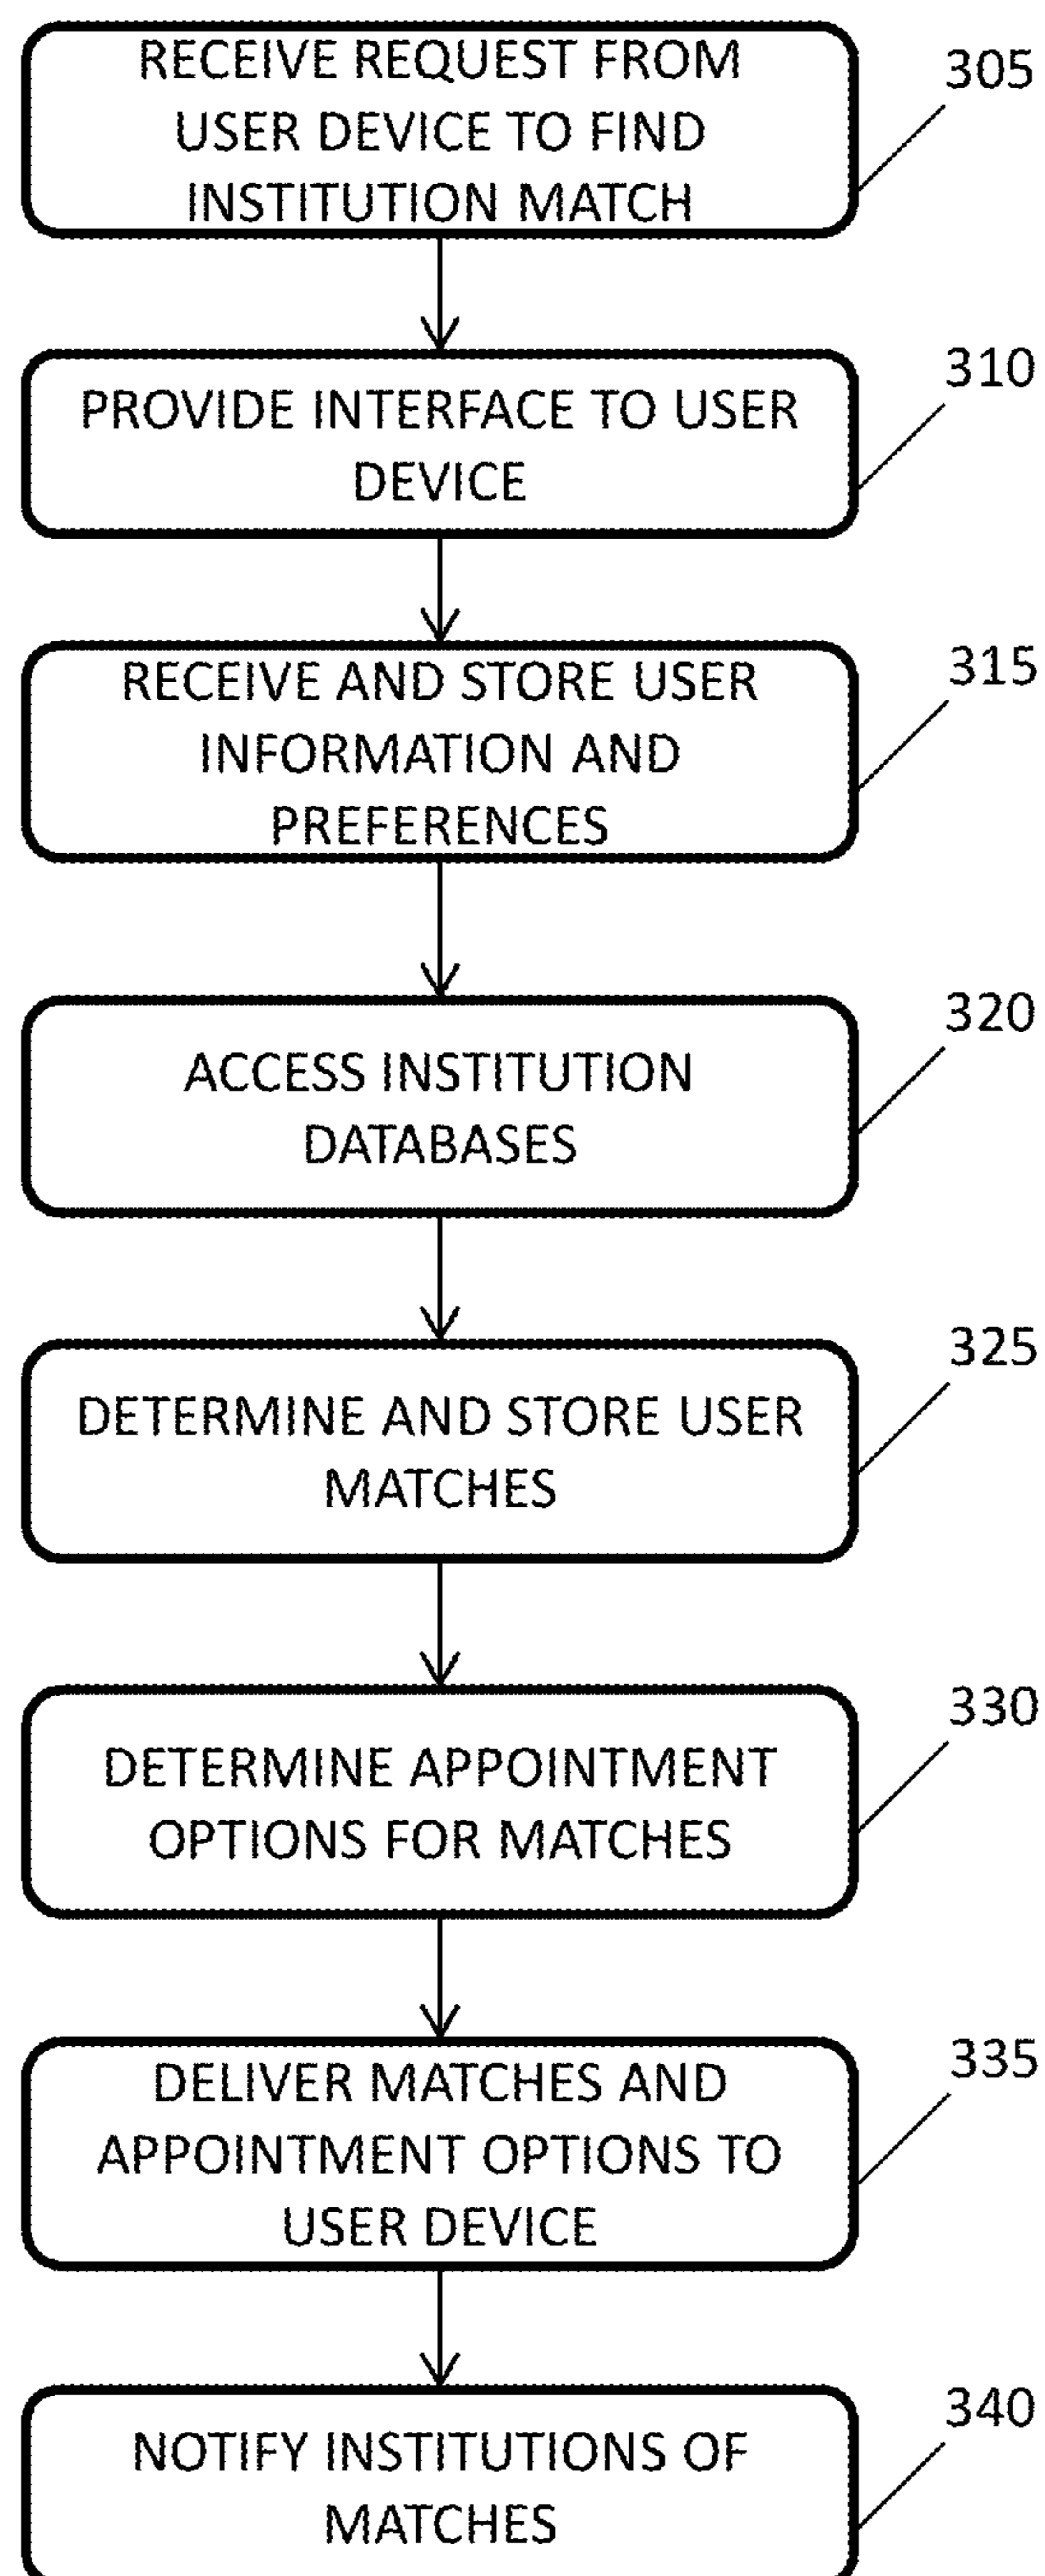 RECEIVE REQUEST FROM
USER DEVICE TO FIND
INSTITUTION MATCH
305
PROVIDE INTERFACE TO USER
DEVICE
310
RECEIVE AND STORE USER
INFORMATION AND
PREFERENCES
315
ACCESS INSTITUTION
DATABASES
320
DETERMINE AND STORE USER
MATCHES
325
DETERMINE APPOINTMENT
OPTIONS FOR MATCHES
330
DELIVER MATCHES AND
APPOINTMENT OPTIONS TO
USER DEVICE
335
NOTIFY INSTITUTIONS OF
MATCHES
340